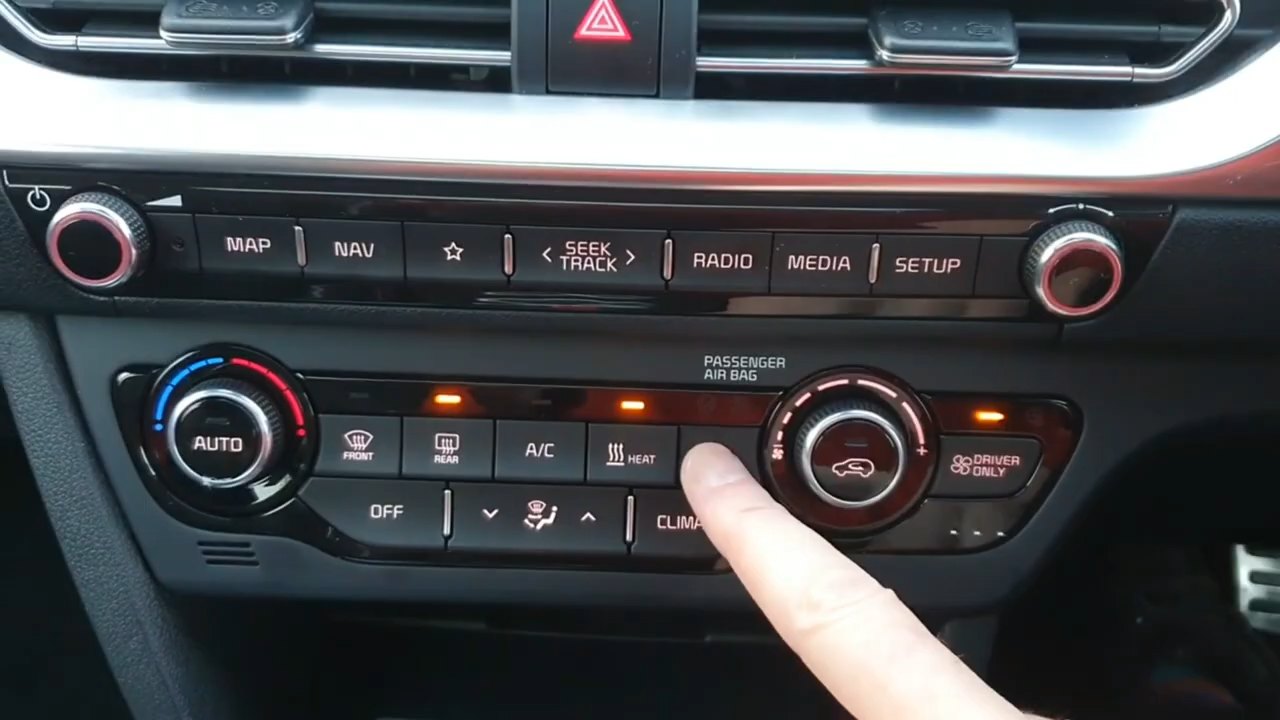 MAP
NAV
SEEK
TRACK
RADIO
MEDIA
SETUP
PASSENGER
AIR BAG
AUTO
FRONT
REAR
A/C
HEAT
DRIVER
ONLY
OFF
CLIMA